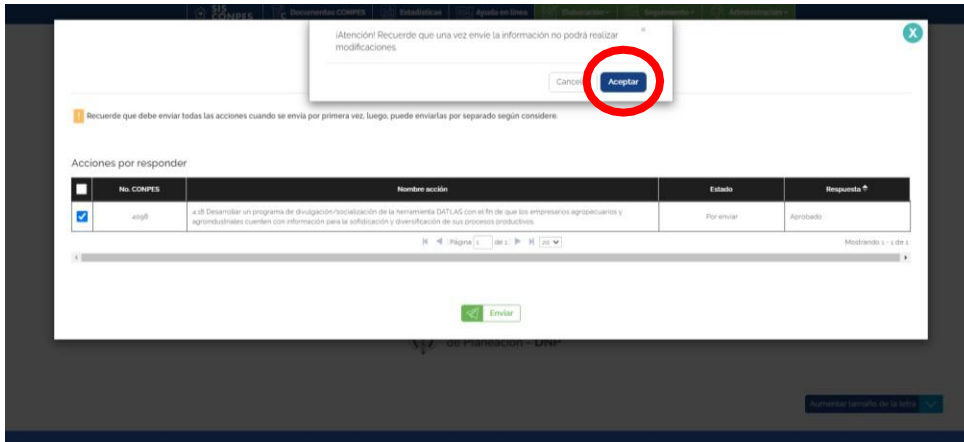 SIS CONPES Documentos CONPES Estadísticas Ayuda en línea Elaboración Seguimiento Administración
¡Atención! Recuerde que una vez envíe la información no podrá realizar
modificaciones.
×
X
Cancelar Aceptar
! Recuerde que debe enviar todas las acciones cuando se envía por primera vez, luego, puede enviarlas por separado según considere.
Acciones por responder
No. CONPES Nombre acción Estado Respuesta
4098 4.18 Desarrollar un programa de divulgación/socialización de la herramienta DATLAS con el fin de que los empresarios agropecuarios y
agroindustriales cuenten con información para la sofisticación y diversificación de sus procesos productivos. Por enviar Aprobado
Página 1 de 1 20 Mostrando 1 - 1 de 1
Enviar
de Planeación - DNP
Aumentar tamaño de la letra